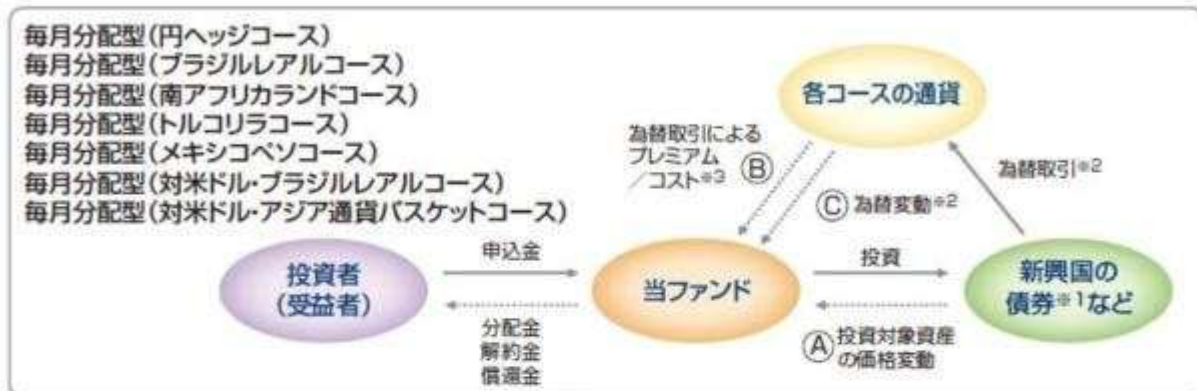 毎月分配型(円ヘッジコース)
毎月分配型(ブラジルレアルコース)
毎月分配型(南アフリカランドコース)
毎月分配型(トルコリラコース)
毎月分配型(メキシコペソコース)
毎月分配型(対米ドル・ブラジルレアルコース)
毎月分配型(対米ドル・アジア通貨バスケットコース)
各コースの通貨
為替取引による
プレミアム
/コスト※3
Ⓑ
為替取引※2
Ⓒ為替変動※2
投資者
(受益者)
申込金
分配金
解約金
償還金
当ファンド
投資
Ⓐ投資対象資産
の価格変動
新興国の
債券※1など